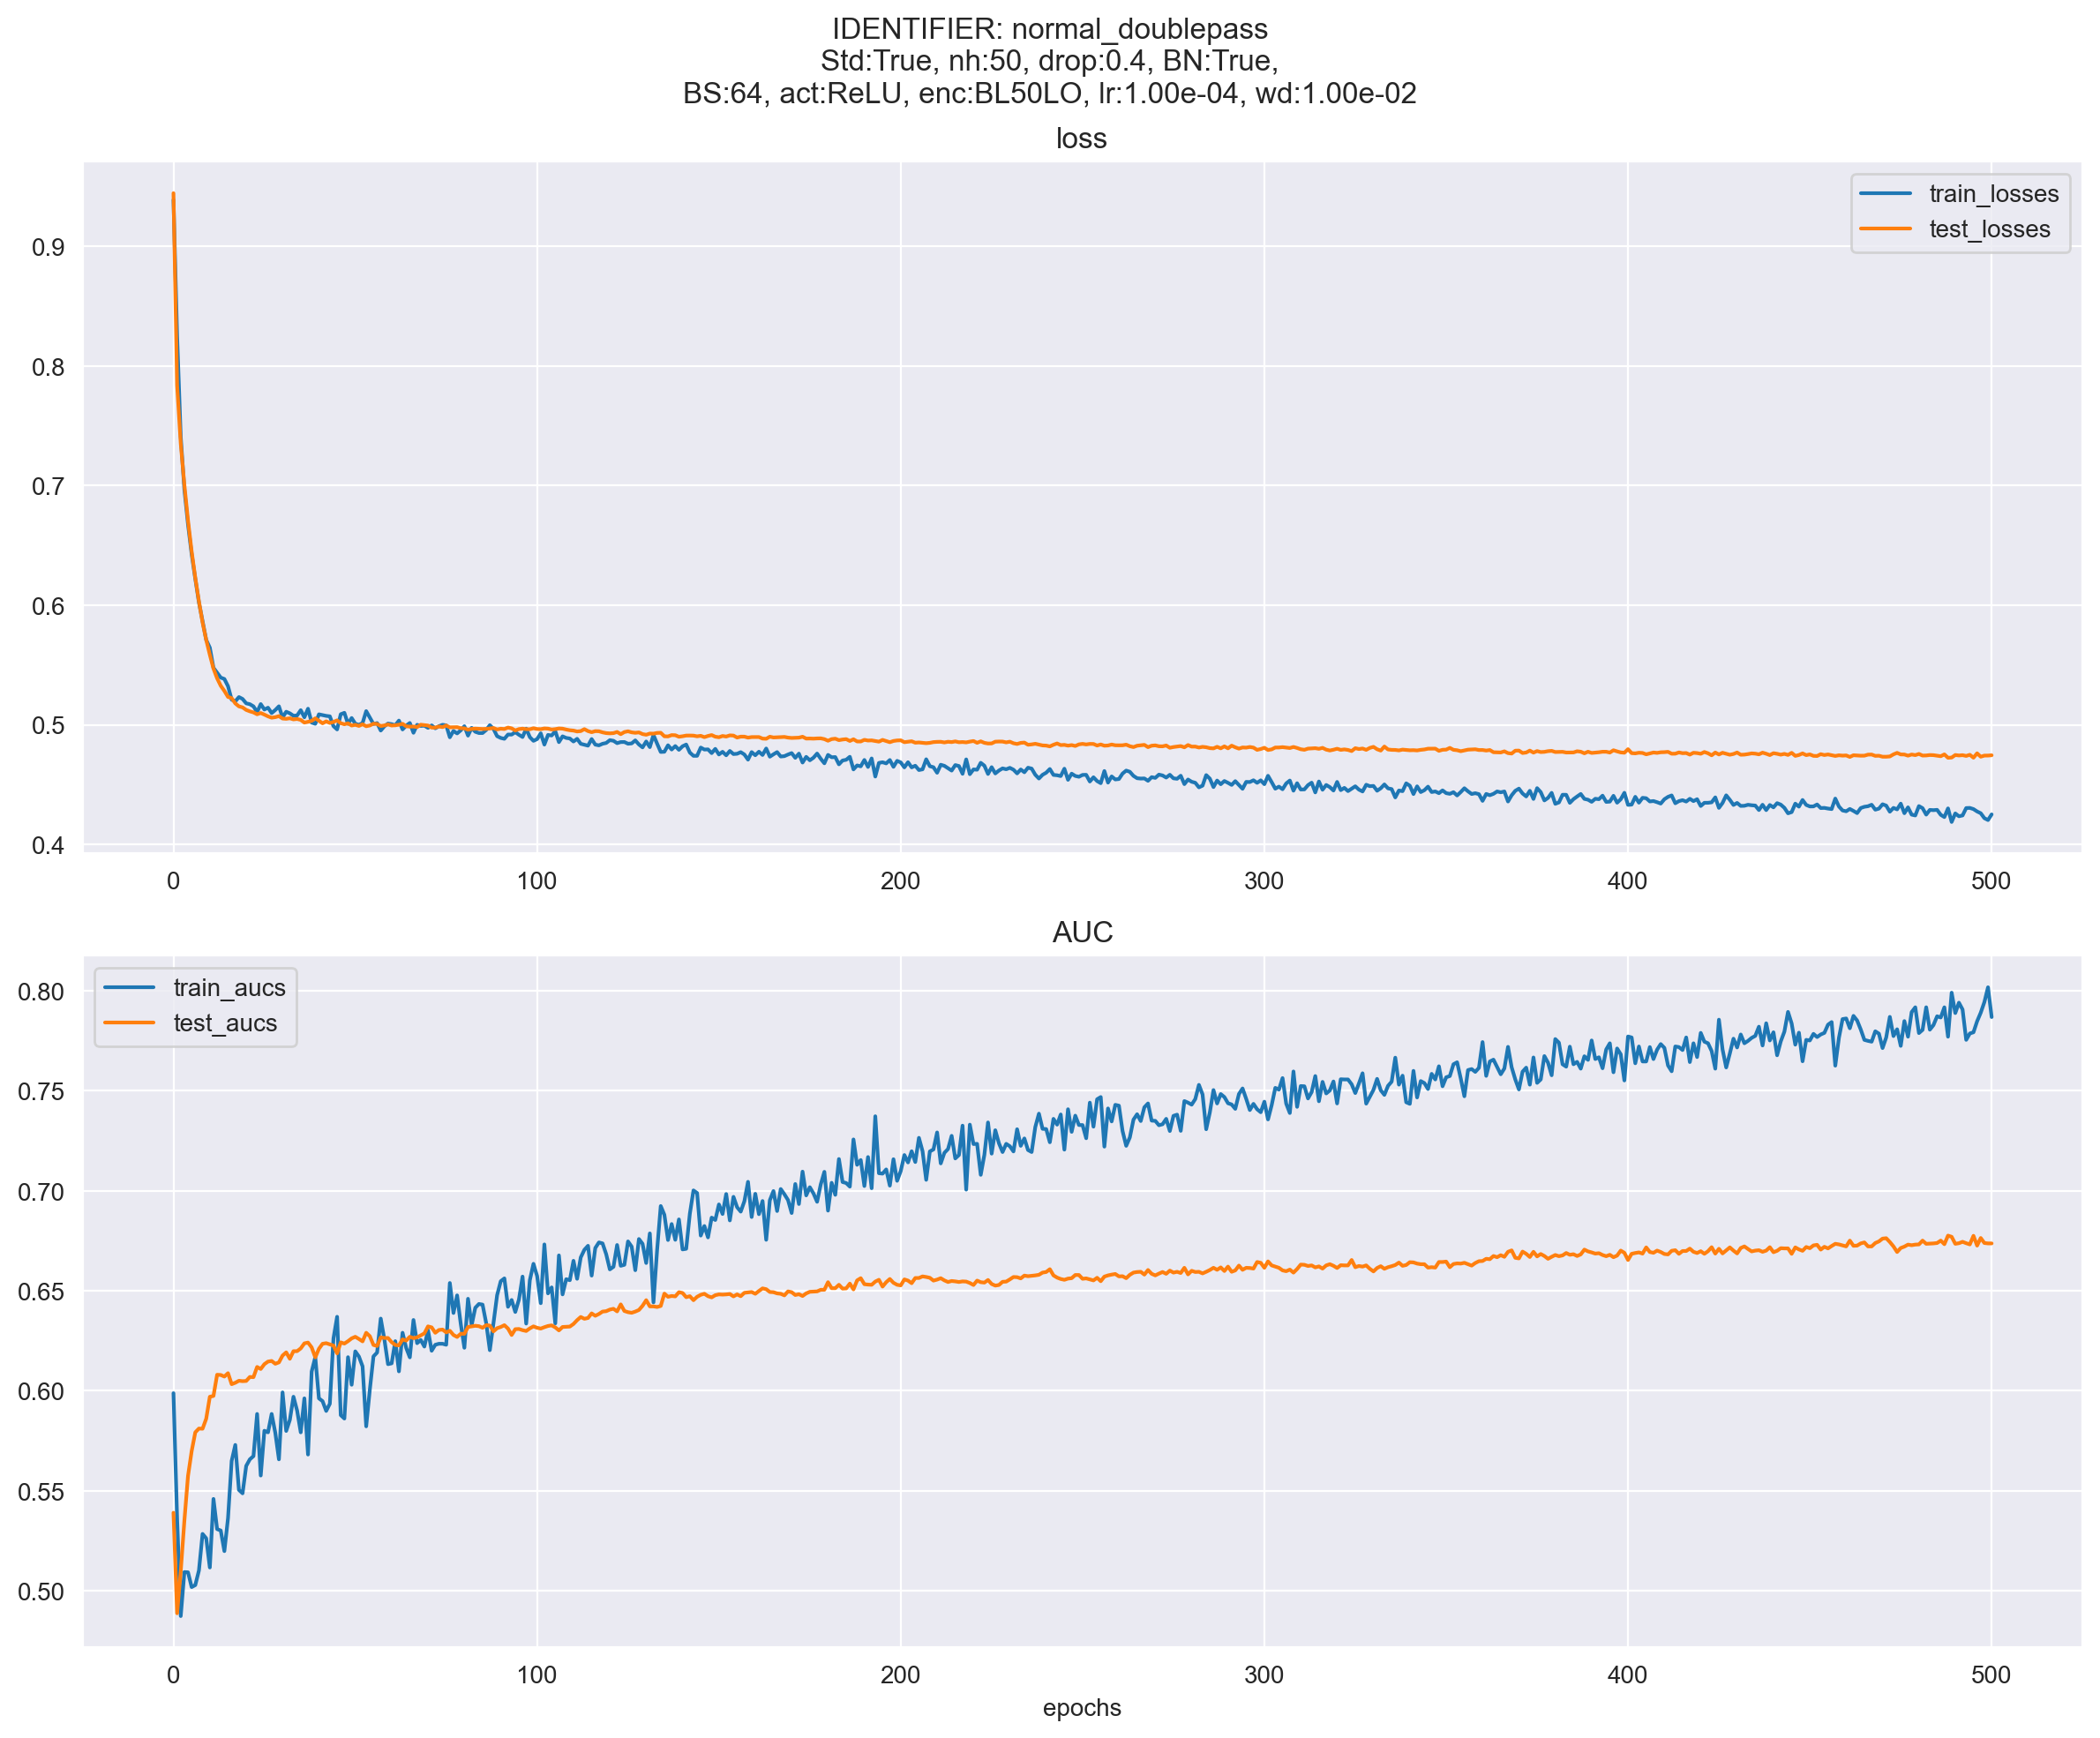 IDENTIFIER: normal_doublepass
Std:True, nh:50, drop:0.4, BN:True,
BS:64, act:ReLU, enc:BL50LO, lr:1.00e-04, wd:1.00e-02
loss
train_losses
test_losses
0.9
0.8
0.7
0.6
0.5
0.4
0 100 200 300 400 500
AUC
train_aucs
test_aucs
0.80
0.75
0.70
0.65
0.60
0.55
0.50
0 100 200 300 400 500
epochs